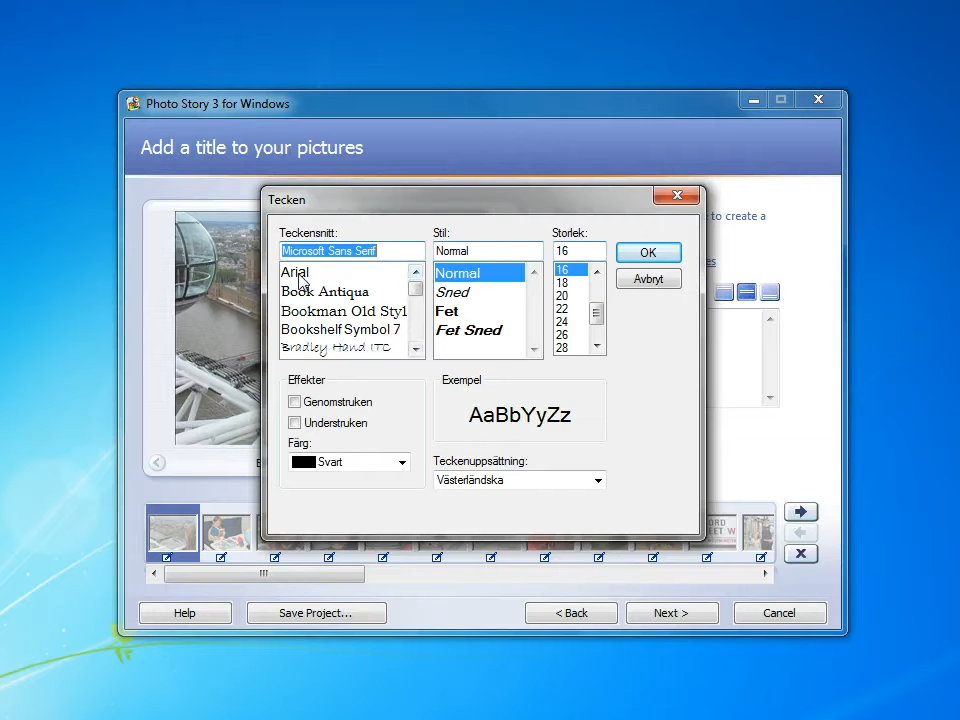 Photo Story 3 for Windows
Add a title to your pictures
Tecken
to create a
Teckensnitt:
Stil:
Storlek:
Microsoft Sans Serif
Normal
16
OK
Arial
Book Antiqua
Bookman Old Styl
Bookshelf Symbol 7
Bradley Hand ITC
Normal
Sned
Fet
Fet Sned
16
18
20
22
24
26
28
Avbryt
Effekter
Genomstruken
Understruken
Färg:
Svart
Exempel
AaBbYyZz
Teckenuppsättning:
Västerländska
Help
Save Project...
< Back
Next >
Cancel